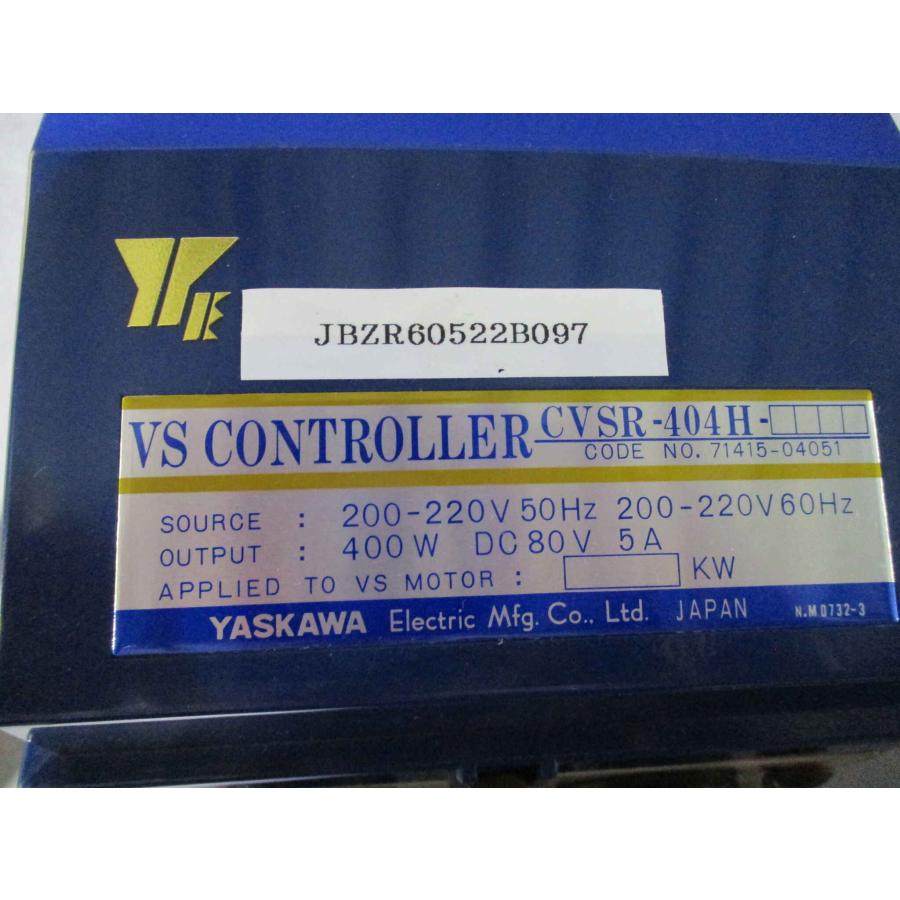 YE
JBZR60522B097
VS CONTROLLER CVSR-404H-□□□□
CODE NO. 71415-04051
SOURCE : 200-220V 50Hz 200-220V 60Hz
OUTPUT : 400W DC 80V 5A
APPLIED TO VS MOTOR : KW
YASKAWA Electric Mfg. Co., Ltd. JAPAN N.M0732-3